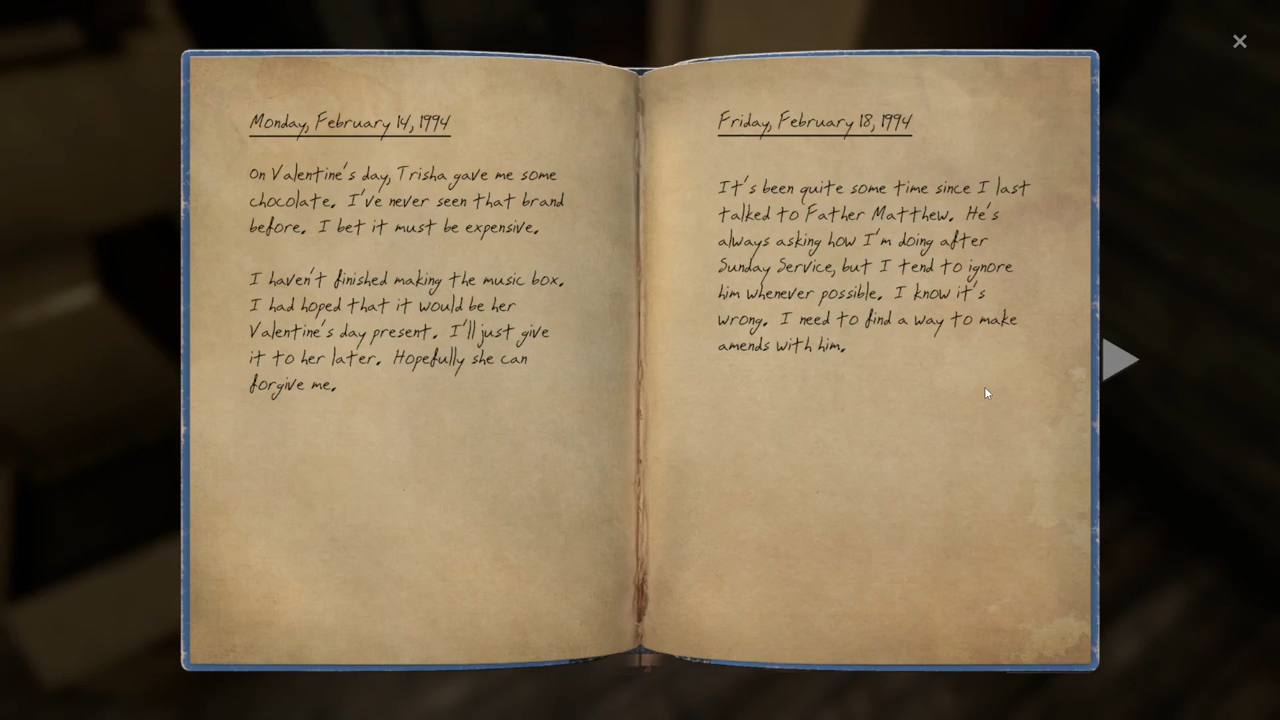 Monday, February 14, 1994
On Valentine's day, Trisha gave me some
chocolate. I've never seen that brand
before. I bet it must be expensive.
I haven't finished making the music box.
I had hoped that it would be her
Valentine's day present. I'll just give
it to her later. Hopefully she can
forgive me.
Friday, February 18, 1994
It's been quite some time since I last
talked to Father Matthew. He's
always asking how I'm doing after
Sunday Service, but I tend to ignore
him whenever possible. I know it's
wrong. I need to find a way to make
amends with him.